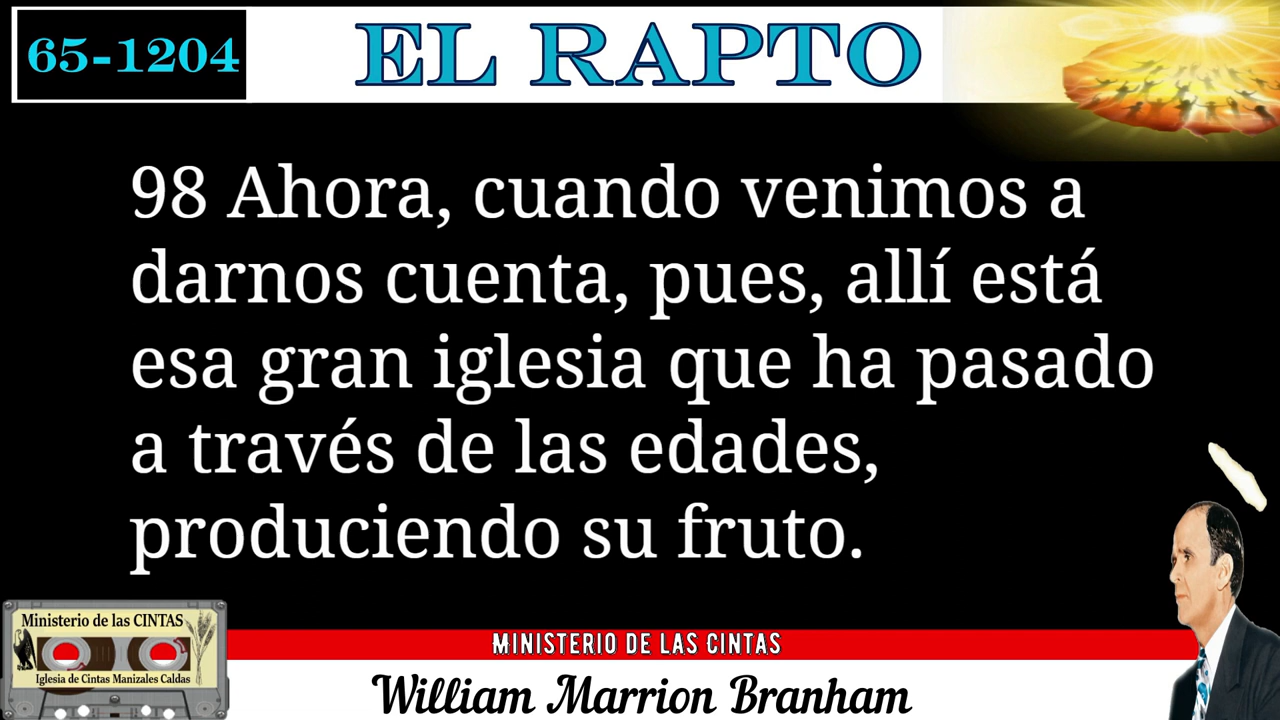 65-1204
EL RAPTO
98 Ahora, cuando venimos a
darnos cuenta, pues, allí está
esa gran iglesia que ha pasado
a través de las edades,
produciendo su fruto.
Ministerio de las CINTAS
Iglesia de Cintas Manizales Caldas
MINISTERIO DE LAS CINTAS
William Marrion Branham